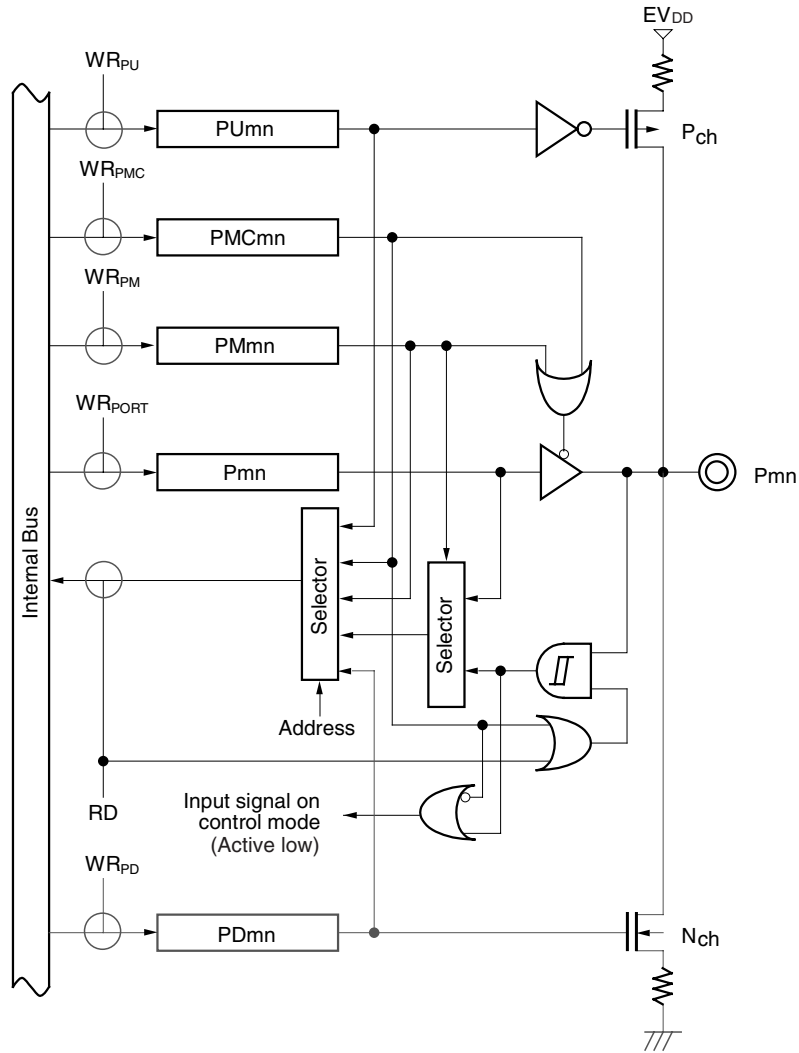 EVDD
WRPU
PUmn
Pch
WRPMC
PMCmn
WRPM
PMmn
WRPORT
Pmn
Pmn
Internal Bus
Selector
Selector
Address
RD
Input signal on
control mode
(Active low)
WRPD
PDmn
Nch